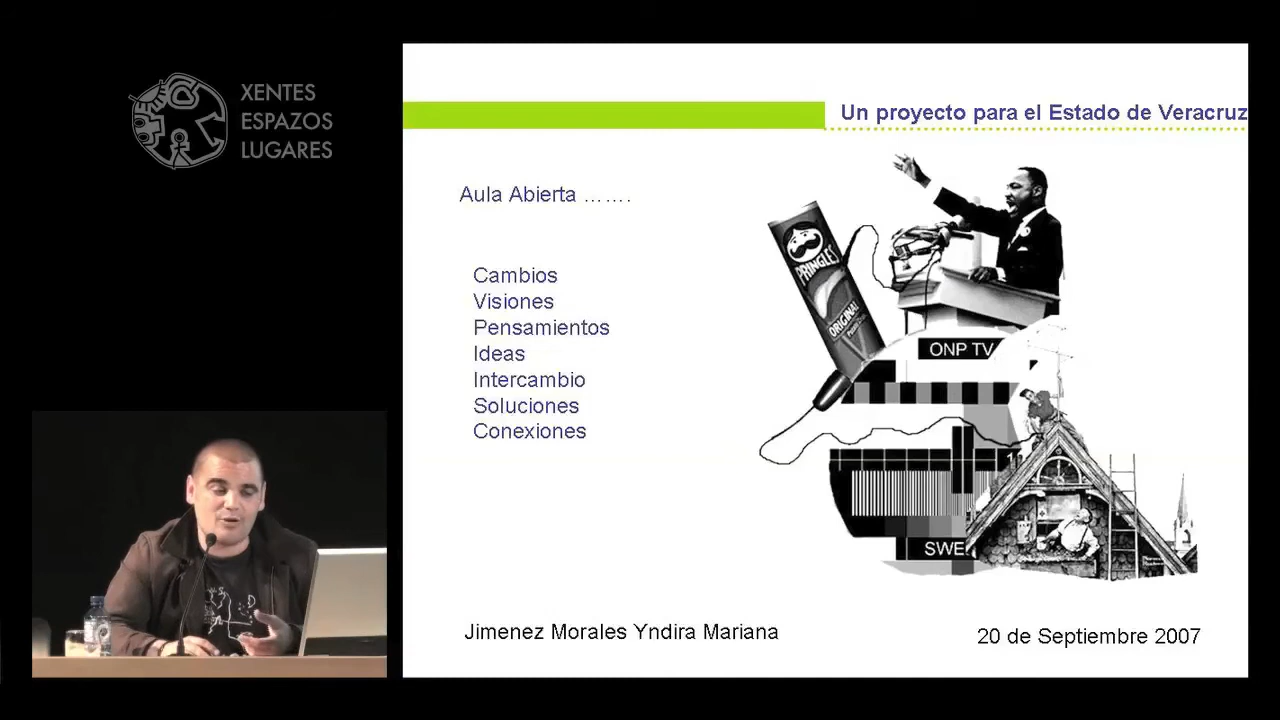 XENTES
ESPAZOS
LUGARES
Un proyecto para el Estado de Veracruz
Aula Abierta …….
Cambios
Visiones
Pensamientos
Ideas
Intercambio
Soluciones
Conexiones
PRINGLES
ORIGINAL
ONP TV
SWE
Jimenez Morales Yndira Mariana
20 de Septiembre 2007